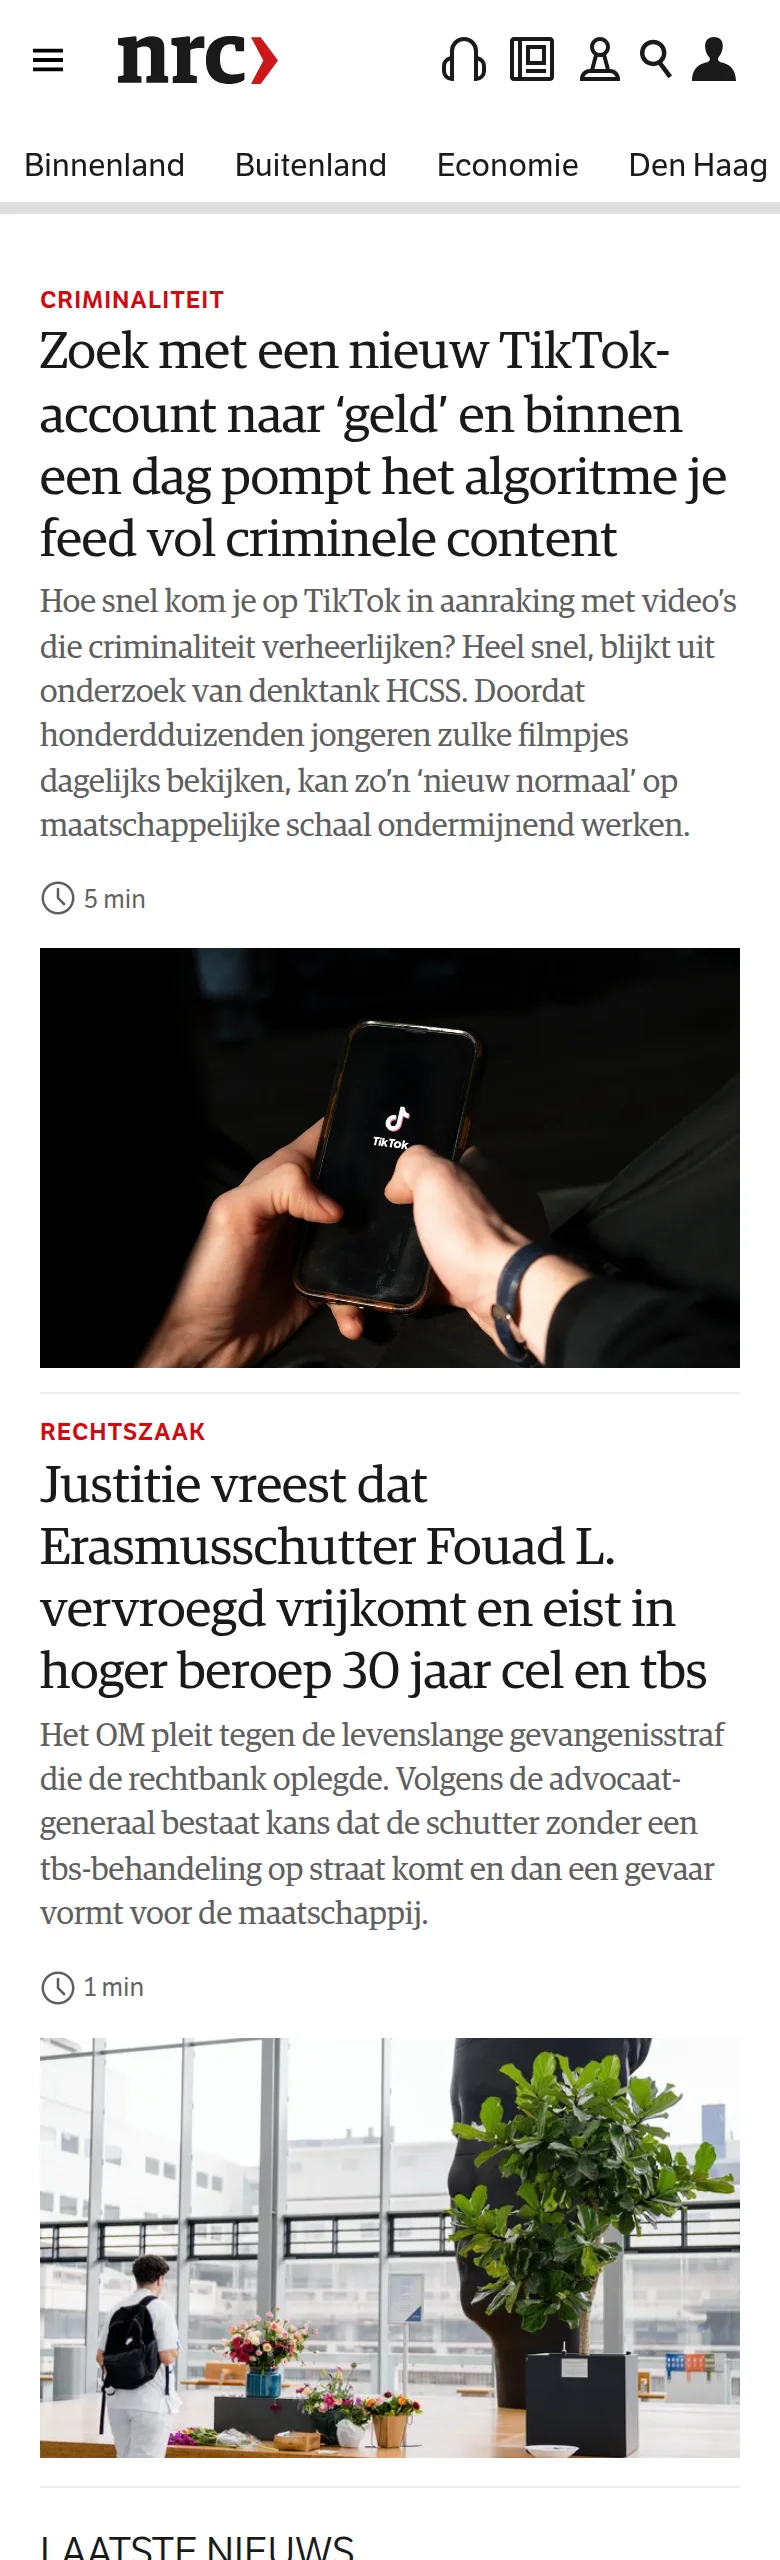 nrc
Binnenland Buitenland Economie Den Haag
CRIMINALITEIT
Zoek met een nieuw TikTok-
account naar ‘geld’ en binnen
een dag pompt het algoritme je
feed vol criminele content
Hoe snel kom je op TikTok in aanraking met video’s
die criminaliteit verheerlijken? Heel snel, blijkt uit
onderzoek van denktank HCSS. Doordat
honderdduizenden jongeren zulke filmpjes
dagelijks bekijken, kan zo’n ‘nieuw normaal’ op
maatschappelijke schaal ondermijnend werken.
5 min
TikTok
RECHTSZAAK
Justitie vreest dat
Erasmusschutter Fouad L.
vervroegd vrijkomt en eist in
hoger beroep 30 jaar cel en tbs
Het OM pleit tegen de levenslange gevangenisstraf
die de rechtbank oplegde. Volgens de advocaat-
generaal bestaat kans dat de schutter zonder een
tbs-behandeling op straat komt en dan een gevaar
vormt voor de maatschappij.
1 min
LAATSTE NIEUWS